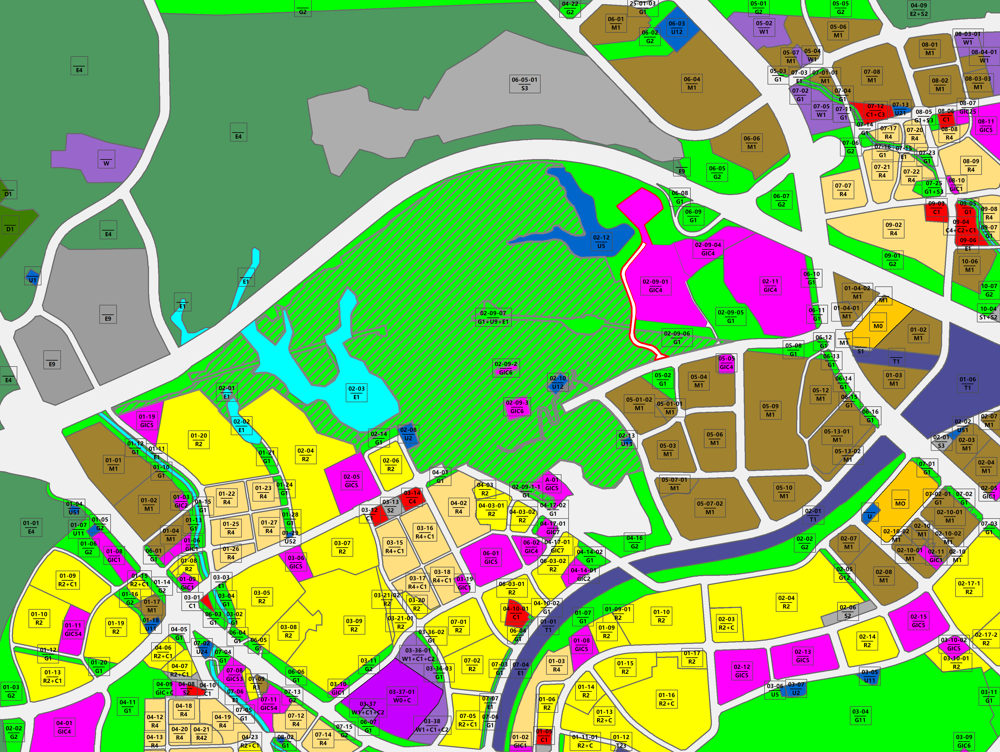 G2
04-22
G2
25-01-03
G1
05-01
G2
05-05
G2
04-09
E2+S2
06-01
M1
06-02
G2
06-03
U12
05-02
W1
05-06
M1
08-03-01
W1
E4
05-07
M1
05-04
W1
08-01
M1
08-04-01
W1
06-05-01
S3
06-04
M1
05-03
G1
07-03
E1
07-01-01
M1
07-08
M1
08-02
M1
08-03-03
M1
07-02
G1
07-04
G1
07-05
W1
07-11
G1
07-12
C1+C3
07-13
U21
08-05
G1+S3
08-06
C1
08-07
GIC25
08-11
GIC5
E4
W
06-06
M1
07-14
G1
07-17
R4
07-20
R4
08-08
R4
07-06
G2
07-16
G1
07-15
E1
07-23
G1
E9
06-05
G2
07-21
R4
07-22
R4
08-09
R4
D1
06-08
G1
06-07
G2
07-07
R4
07-25
G1+S3
08-10
GIC1
D1
E4
06-09
G1
09-02
R4
09-03
C1
09-05
G1
09-08
R4
09-04
C4+C2+C1
09-07
G1
02-12
U5
02-09-04
GIC4
09-06
E1
09-01
G2
10-06
M1
U1
E1
02-09-01
GIC4
02-11
GIC4
06-10
G1
01-04-02
M1
10-07
G2
E1
E9
02-09-07
G1+U9+E1
02-09-05
G1
06-11
G1
01-04-01
M1
M1
M0
10-04
S1+S2
02-09-06
G1
06-12
G1
M1
01-02
M1
E9
05-08
G1
S1
T1
02-09-2
GIC6
05-05
GIC4
06-13
G1
E4
02-01
E1
02-03
E1
02-10
U12
05-02
G1
05-04
M1
06-14
G1
01-03
M1
01-06
T1
01-19
GIC5
02-09-3
GIC6
05-01-02
M1
05-01-01
M1
05-09
M1
05-12
M1
06-15
G1
06-16
G1
02-02
E1
01-20
R2
02-14
G1
02-08
U2
02-13
U13
05-06
M1
05-13-01
M1
02-07
M1
02-02
U51
02-01
S3
02-03
M1
01-12
G1
01-11
E1
01-21
G1
02-04
R2
05-03
M1
05-13-02
M1
01-01
M1
01-10
G1
02-06
R2
07-01
G1
02-04
M1
02-05
GIC5
04-01
G1
A-01
GIC5
05-07-01
M1
05-10
M1
01-22
R4
01-23
R4
01-24
G1
04-03
R2
02-09-1-1
G1
MO
07-02-01
G1
07-02
G1
02-05
GIC1
01-02
M1
01-03
GIC2
01-15
G1
03-12
C1
03-13
S2
03-14
C4
04-02
R4
04-03-01
R2
04-03-02
R2
04-17-02
G1
05-07-02
M1
02-01
T1
U
02-10-01
M1
01-04
U51
01-01
E4
01-07
U11
01-05
G2
01-13
G1
01-25
R4
01-27
R4
01-28
G1
01-29
U52
03-16
R4+C1
04-17-01
GIC7
02-10
M1
07-03
G1
01-04
M1
01-06
GIC1
02-10-02
M1
02-10-02
M1
01-06
G2
01-08
GIC1
06-01
G1
01-26
R4
03-07
R2
03-15
R4+C1
06-01
GIC5
06-02
GIC4
04-17-01
GIC7
04-16
G2
02-02
G2
02-07
M1
02-10-01
M1
02-11
GIC1
02-10
M1
01-08
R2
03-06
GIC5
06-03-02
R2
04-14-02
G1
04-14-01
GIC2
02-05
G12
02-08
M1
01-09
R2+C1
01-15
R2+C1
01-14
G2
01-09
GIC1
03-03
E1
03-17
R4+C1
03-18
R4+C1
03-19
GIC1
06-03-01
R2
02-17-1
R2
01-16
G2
01-17
M1
03-01
C1
03-04
G1
03-05
R2
03-21-02
R2
03-20
R2
04-10-01
C1
04-10-02
G1
02-04
R2
01-10
R2
01-11
GIC54
01-19
R2
01-18
U11
06-03
G1
03-02
G1
03-08
R2
03-09
R2
03-21-01
R2
07-01
R2
01-01
T1
01-07
G1
01-09-01
R2
01-10
R2
02-03
R2+C
02-06
S2
02-15
GIC5
04-05
G1
06-04
G1
03-36-02
G1
06-04
G1
01-09
R2
02-14
R2
02-17-2
R2
01-12
G1
04-06
R2+C1
07-02
U24
07-04
G1
06-05
G1
03-36-01
W1+C1+C2
01-08
GIC5
02-13
GIC5
03-10-02
GIC5
01-20
G1
04-07
R2+C1
03-11
G2
03-36-03
G1
07-02
R2
07-03
G1
07-04
E1
01-03
R4
01-15
R2
01-17
R2
02-12
GIC5
03-10-01
R2
01-13
R2+C1
07-08
GIC53
07-09
R3
06-06
G1
03-05
U11
01-03
G2
04-09
GIC+C
04-08
S2
04-10
C1
07-06
E1
07-13
G2
03-10
GIC1
03-37-01
W0+C
01-14
R2
03-06
U5
03-07
U2
03-11
G1
04-11
G1
04-18
R4
07-11
GIC54
03-37
W1+C1+C2
07-07
E1
01-06
R2
01-16
R2+C
04-12
R4
04-19
R4
07-05
G1
07-12
R4
07-05
R2+C1
07-06
G1
01-13
R2+C
03-04
G11
02-02
G2
04-01
GIC4
04-20
R4
04-21
R42
07-15
G2
06-07
G1
03-38
W1+C1+C2
04-13
R4
04-23
R2+C1
08-02
G1
07-14
R4
01-02
GIC1
01-05
C1
01-11-01
R2+C
01-12
T23
03-09
GIC6